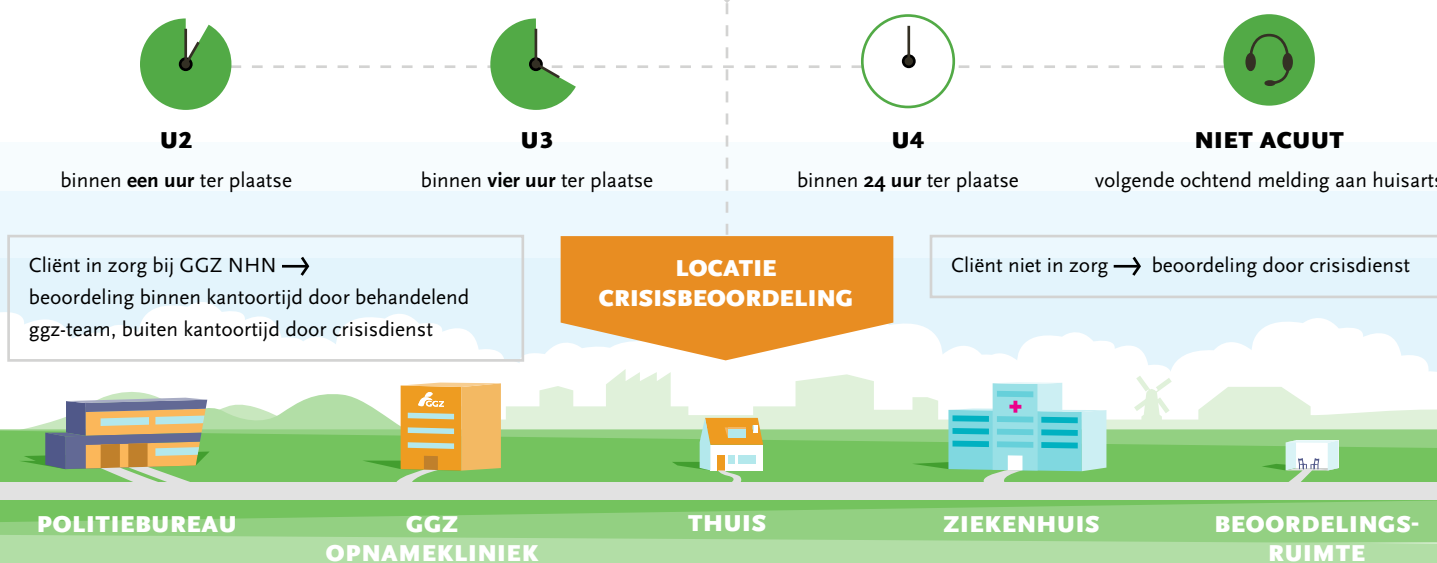 U2
binnen een uur ter plaatse
U3
binnen vier uur ter plaatse
U4
binnen 24 uur ter plaatse
NIET ACUUT
volgende ochtend melding aan huisarts
Cliënt in zorg bij GGZ NHN →
beoordeling binnen kantoortijd door behandelend
ggz-team, buiten kantoortijd door crisisdienst
LOCATIE
CRISISBEOORDELING
Cliënt niet in zorg → beoordeling door crisisdienst
GGZ
POLITIEBUREAU
GGZ
OPNAMEKLINIEK
THUIS
ZIEKENHUIS
BEOORDELINGS-
RUIMTE